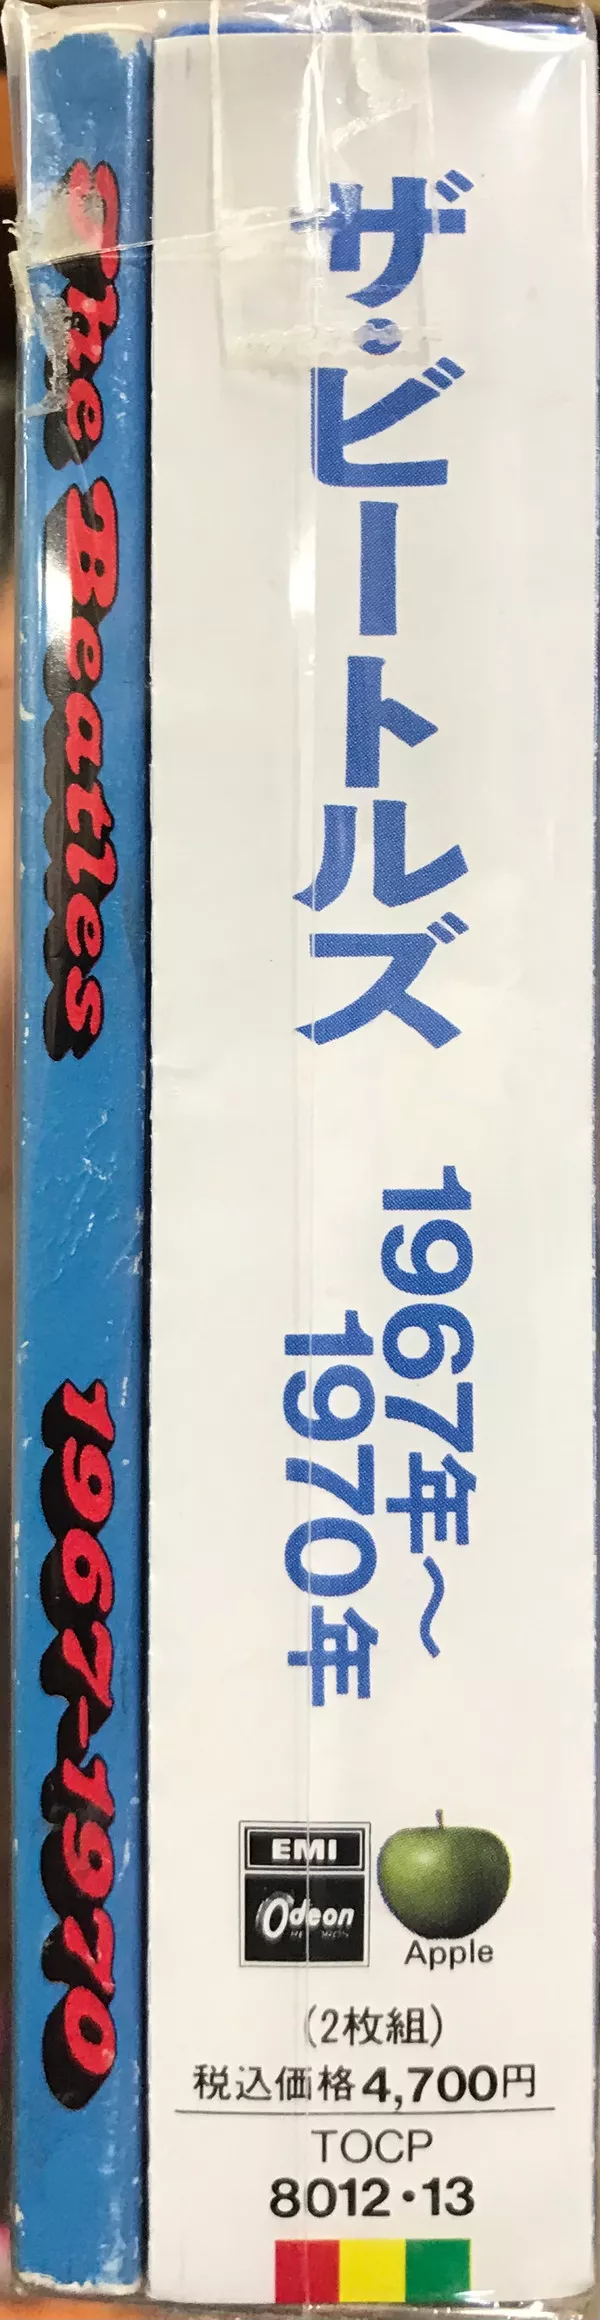 The Beatles 1967-1970
ザ・ビートルズ
1967年～
1970年
EMI
Odeon
RECORDS
Apple
(2枚組)
税込価格4,700円
TOCP
8012・13